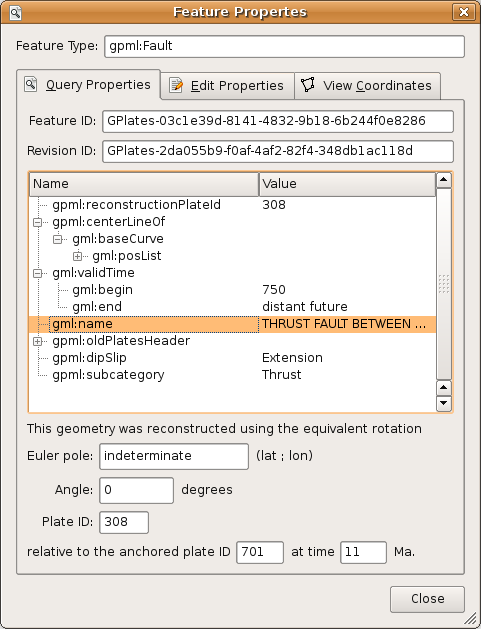 Feature Propertes
Feature Type: gpml:Fault
Query Properties Edit Properties View Coordinates
Feature ID: GPlates-03c1e39d-8141-4832-9b18-6b244f0e8286
Revision ID: GPlates-2da055b9-f0af-4af2-82f4-348db1ac118d
Name Value
gpml:reconstructionPlateId 308
gpml:centerLineOf
gml:baseCurve
gml:posList
gml:validTime
gml:begin 750
gml:end distant future
gml:name THRUST FAULT BETWEEN ...
gpml:oldPlatesHeader
gpml:dipSlip Extension
gpml:subcategory Thrust
This geometry was reconstructed using the equivalent rotation
Euler pole: indeterminate (lat ; lon)
Angle: 0 degrees
Plate ID: 308
relative to the anchored plate ID 701 at time 11 Ma.
Close